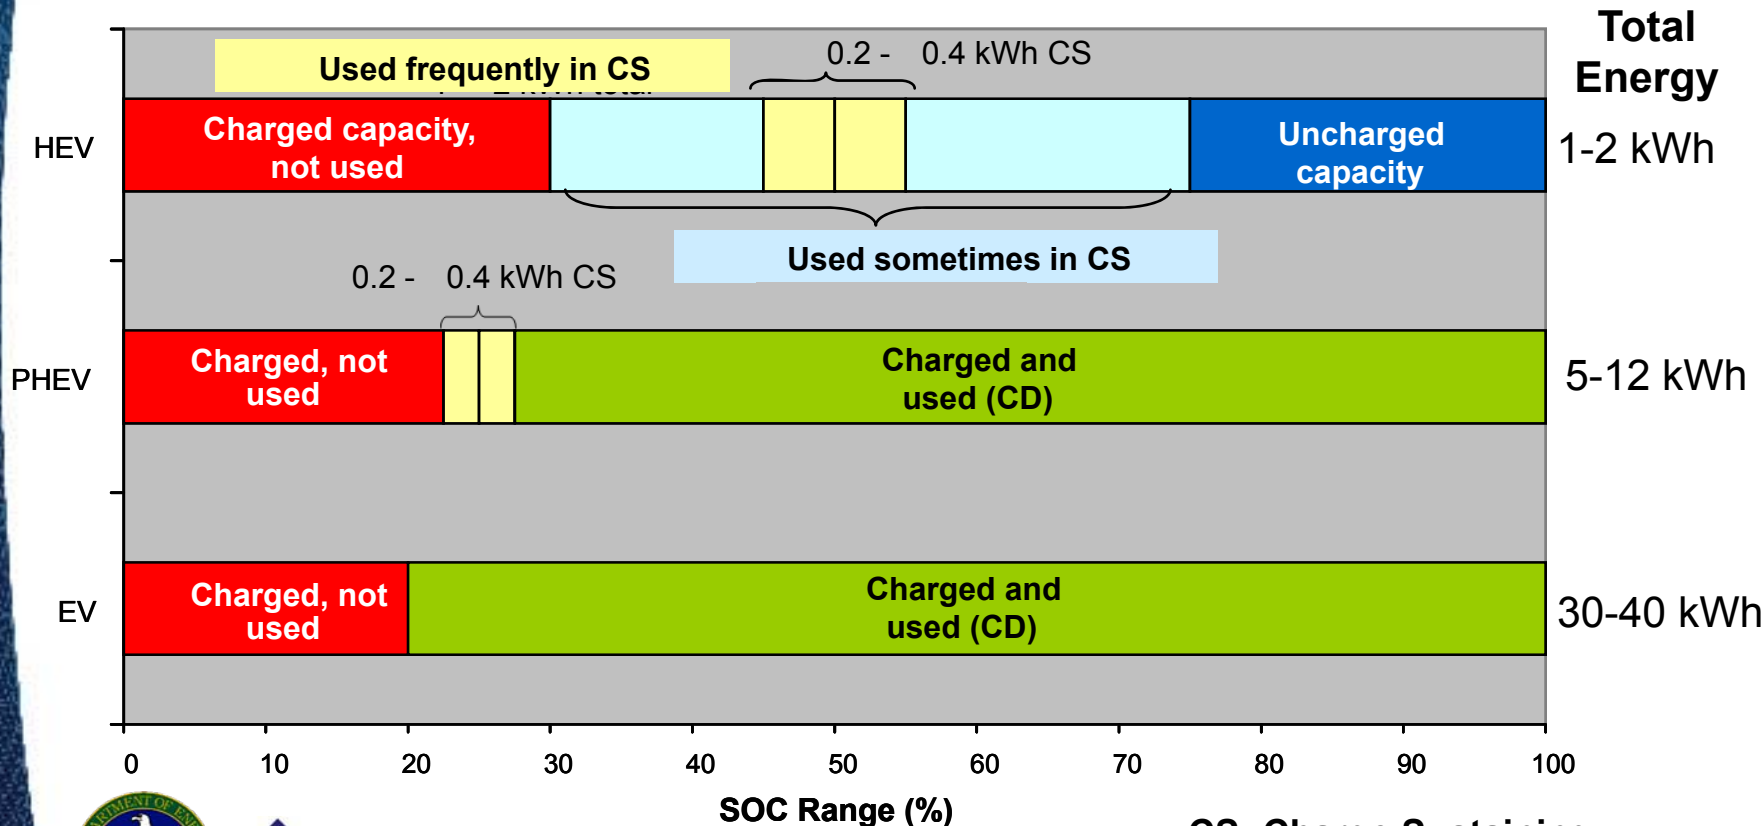 Total
Energy
Used frequently in CS
0.2 - 0.4 kWh CS
HEV
Charged capacity,
not used
Uncharged
capacity
1-2 kWh
Used sometimes in CS
0.2 - 0.4 kWh CS
PHEV
Charged, not
used
Charged and
used (CD)
5-12 kWh
EV
Charged, not
used
Charged and
used (CD)
30-40 kWh
0 10 20 30 40 50 60 70 80 90 100
SOC Range (%)